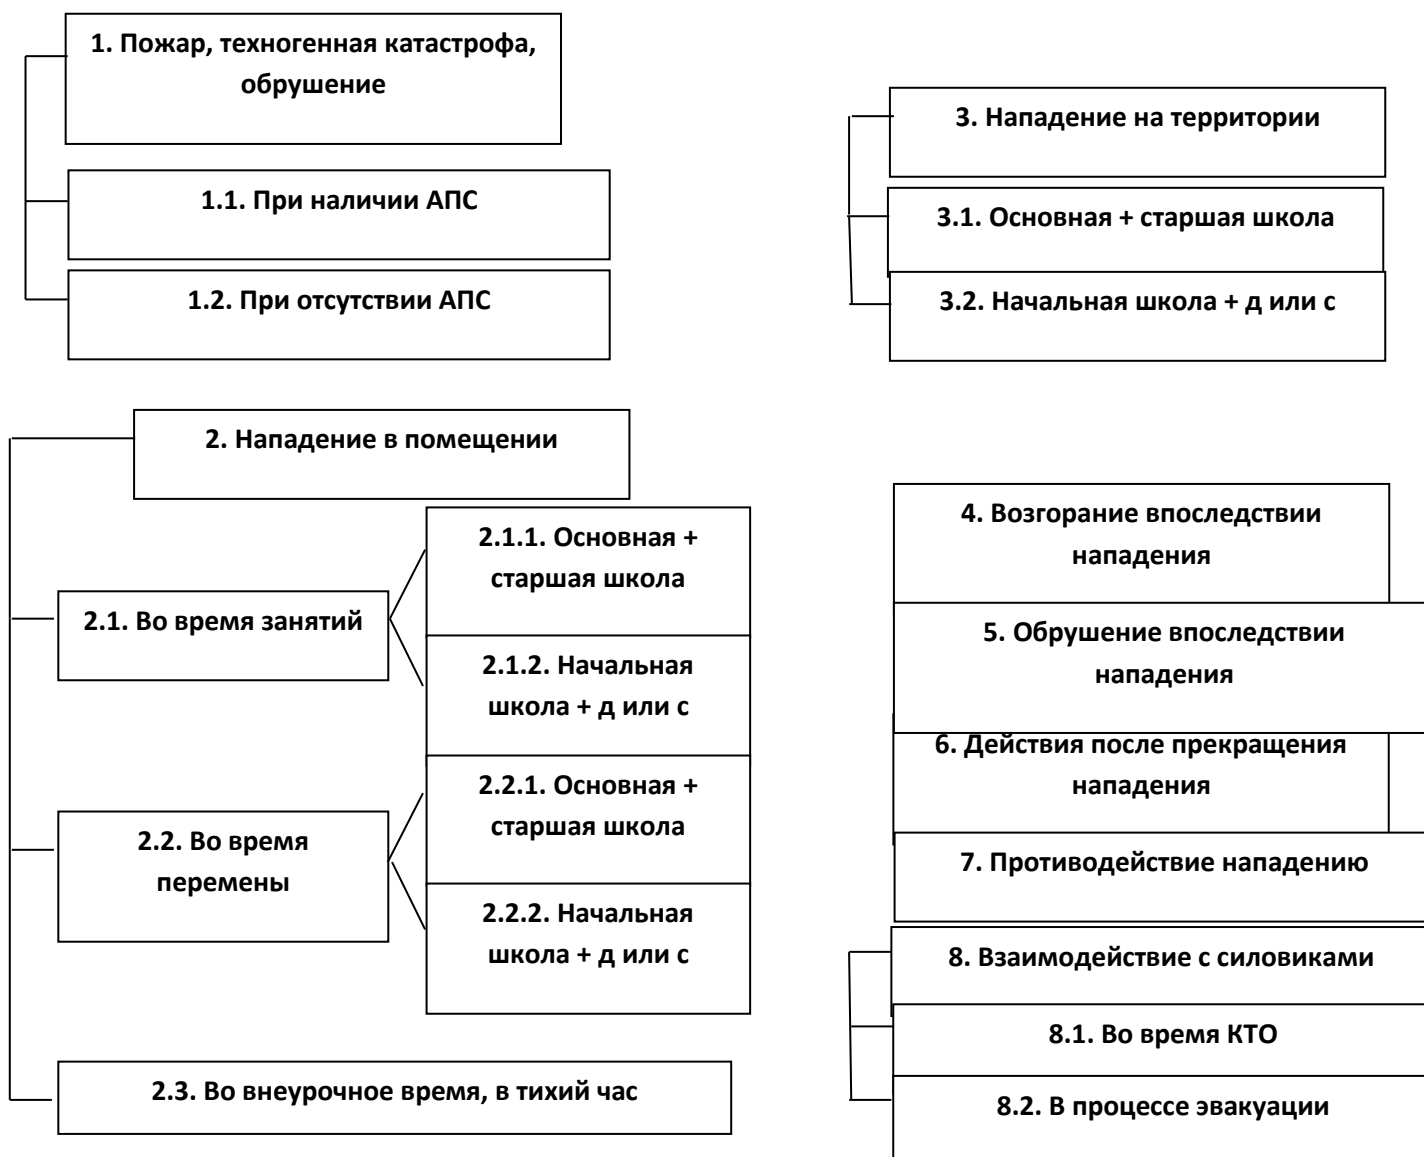 1. Пожар, техногенная катастрофа,
обрушение
1.1. При наличии АПС
1.2. При отсутствии АПС
2. Нападение в помещении
2.1. Во время занятий
2.1.1. Основная +
старшая школа
2.1.2. Начальная
школа + д или с
2.2. Во время
перемены
2.2.1. Основная +
старшая школа
2.2.2. Начальная
школа + д или с
2.3. Во внеурочное время, в тихий час
3. Нападение на территории
3.1. Основная + старшая школа
3.2. Начальная школа + д или с
4. Возгорание впоследствии
нападения
5. Обрушение впоследствии
нападения
6. Действия после прекращения
нападения
7. Противодействие нападению
8. Взаимодействие с силовиками
8.1. Во время КТО
8.2. В процессе эвакуации